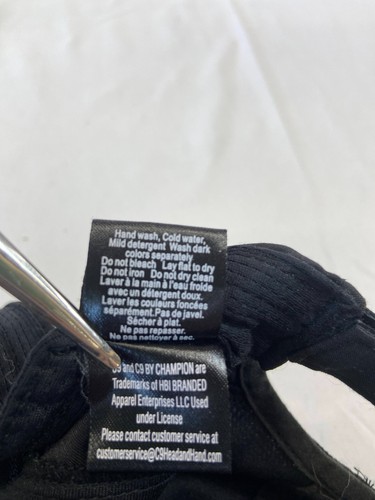 Hand wash, Cold water,
Mild detergent Wash dark
colors separately
Do not bleach Lay flat to dry
Do not iron Do not dry clean
Laver à la main à l'eau froide
avec un détergent doux.
Laver les couleurs foncées
séparément. Pas de javel.
Sécher à plat.
Ne pas repasser.
Ne pas nettoyer à sec.
C9 and C9 BY CHAMPION are
Trademarks of HBI BRANDED
Apparel Enterprises LLC Used
under License
Please contact customer service at
customerservice@C9HeadandHand.com